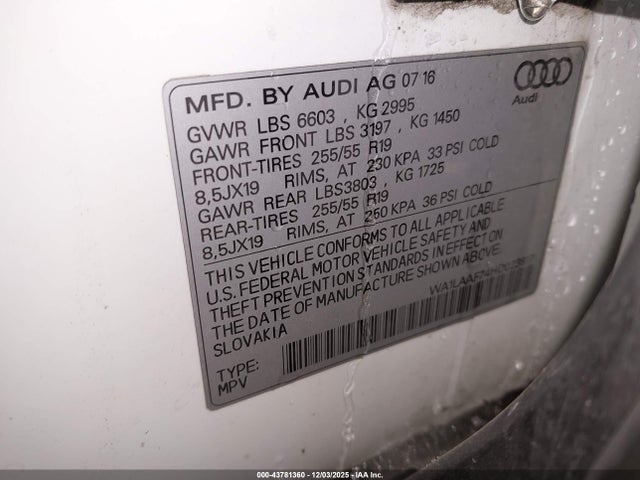 MFD. BY AUDI AG 07 16
Audi
GVWR LBS 6603 , KG 2995
GAWR FRONT LBS 3197 , KG 1450
FRONT-TIRES 255/55 R19
8,5JX19 RIMS, AT 230 KPA 33 PSI COLD
GAWR REAR LBS3803 , KG 1725
REAR-TIRES 255/55 R19
8,5JX19 RIMS, AT 260 KPA 36 PSI COLD
THIS VEHICLE CONFORMS TO ALL APPLICABLE
U.S. FEDERAL MOTOR VEHICLE SAFETY AND
THEFT PREVENTION STANDARDS IN EFFECT ON
THE DATE OF MANUFACTURE SHOWN ABOVE.
SLOVAKIA
TYPE:
MPV
000-43781360 - 12/03/2025 - IAA Inc.